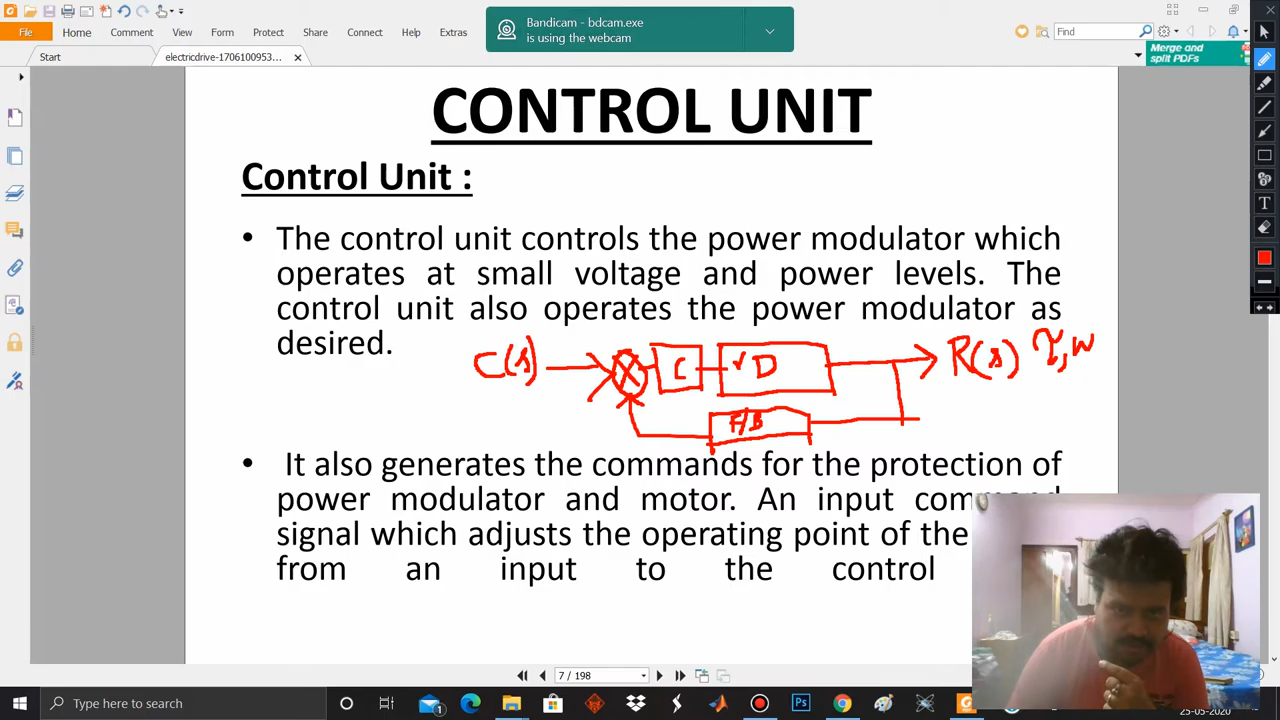 Bandicam - bdcam.exe
is using the webcam
File Home Comment View Form Protect Share Connect Help Extras
Find
Start
electricdrive-1706100953...
Merge and
split PDFs
CONTROL UNIT
Control Unit :
• The control unit controls the power modulator which
operates at small voltage and power levels. The
control unit also operates the power modulator as
desired.
C(s) C D R(s) τ, w
F/B
• It also generates the commands for the protection of
power modulator and motor. An input command
signal which adjusts the operating point of the
from an input to the control
7 / 198
Type here to search
25-05-2020